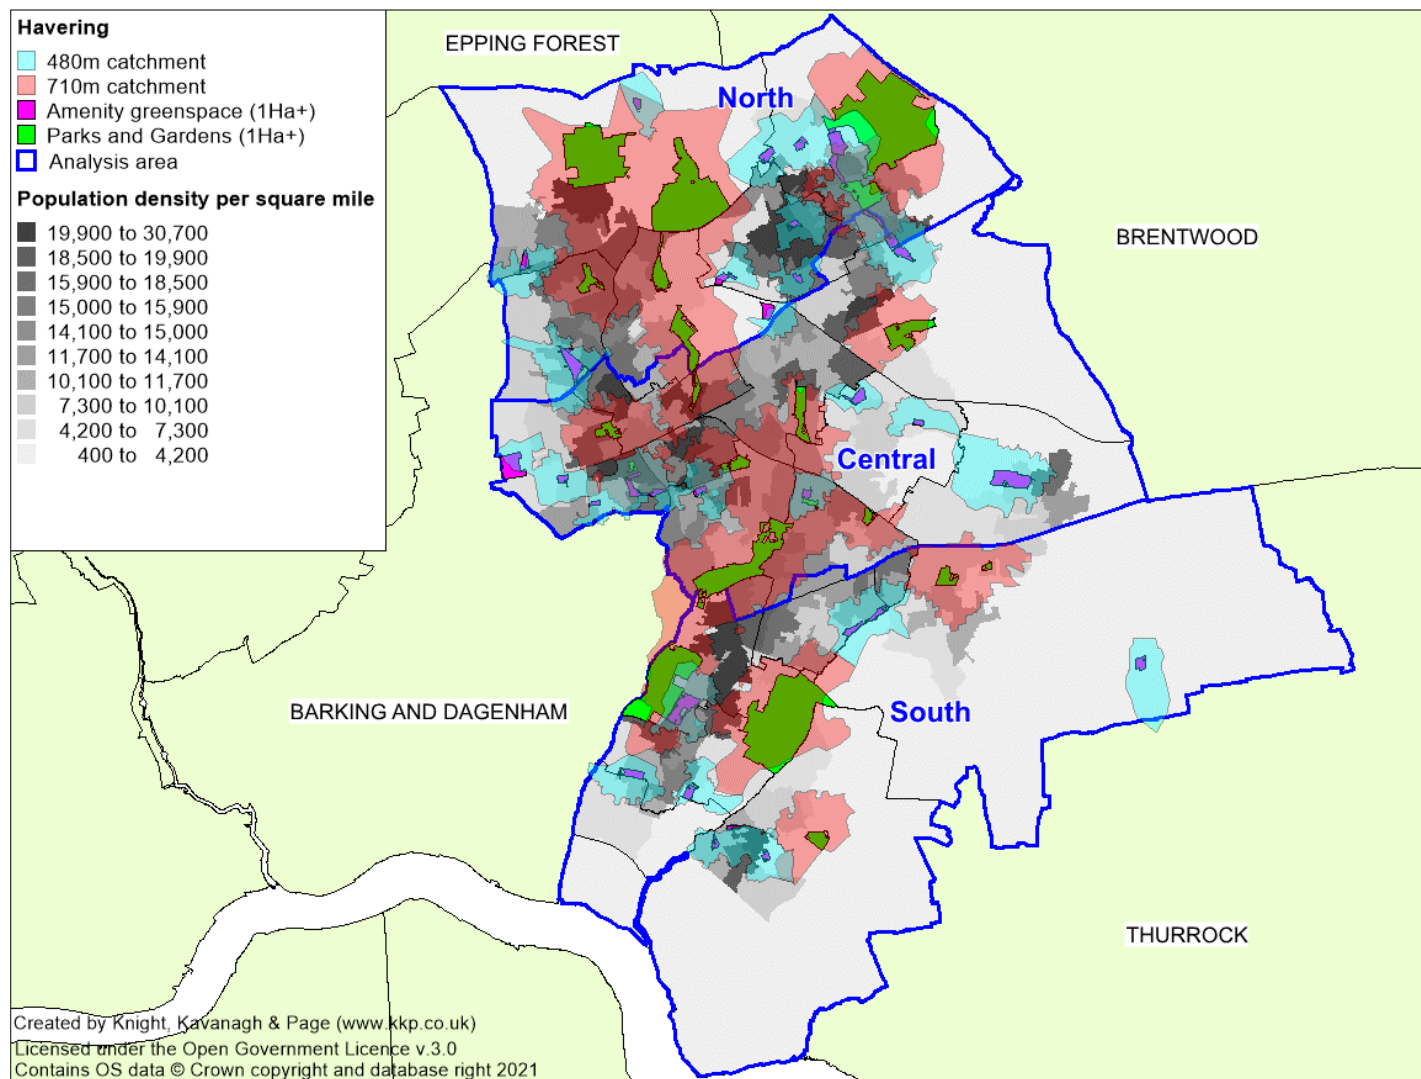 Havering
480m catchment
710m catchment
Amenity greenspace (1Ha+)
Parks and Gardens (1Ha+)
Analysis area
Population density per square mile
19,900 to 30,700
18,500 to 19,900
15,900 to 18,500
15,000 to 15,900
14,100 to 15,000
11,700 to 14,100
10,100 to 11,700
7,300 to 10,100
4,200 to 7,300
400 to 4,200
EPPING FOREST
North
BRENTWOOD
Central
BARKING AND DAGENHAM
South
THURROCK
Created by Knight, Kavanagh & Page (www.kkp.co.uk)
Licensed under the Open Government Licence v.3.0
Contains OS data © Crown copyright and database right 2021